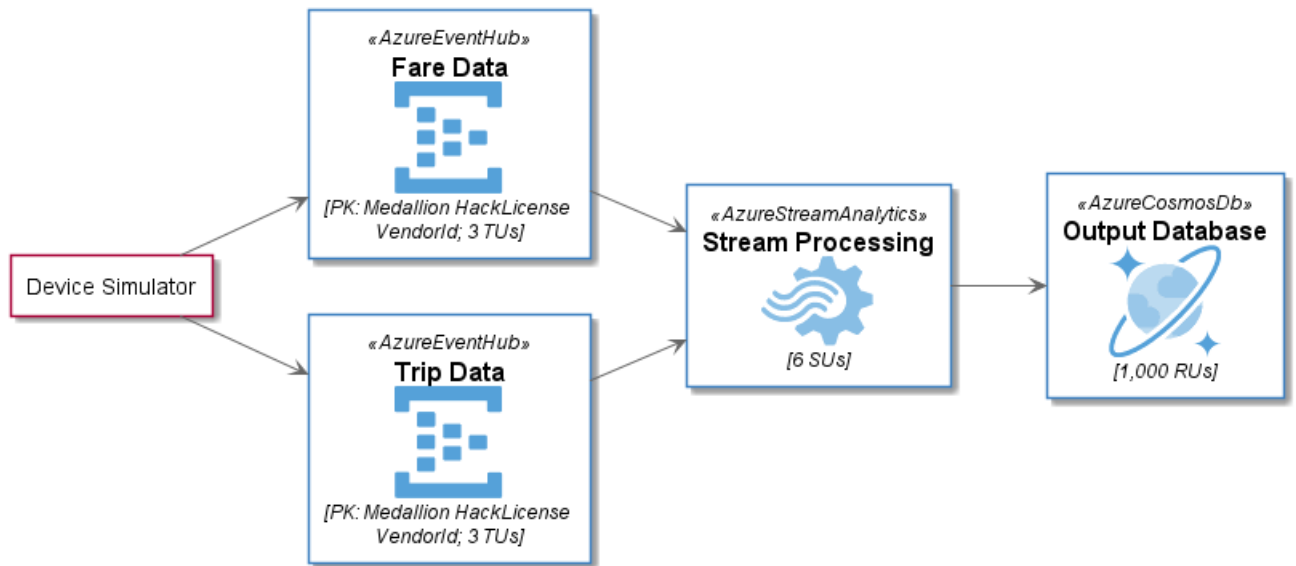 Device Simulator
«AzureEventHub»
Fare Data
[PK: Medallion HackLicense
VendorId; 3 TUs]
«AzureEventHub»
Trip Data
[PK: Medallion HackLicense
VendorId; 3 TUs]
«AzureStreamAnalytics»
Stream Processing
[6 SUs]
«AzureCosmosDb»
Output Database
[1,000 RUs]